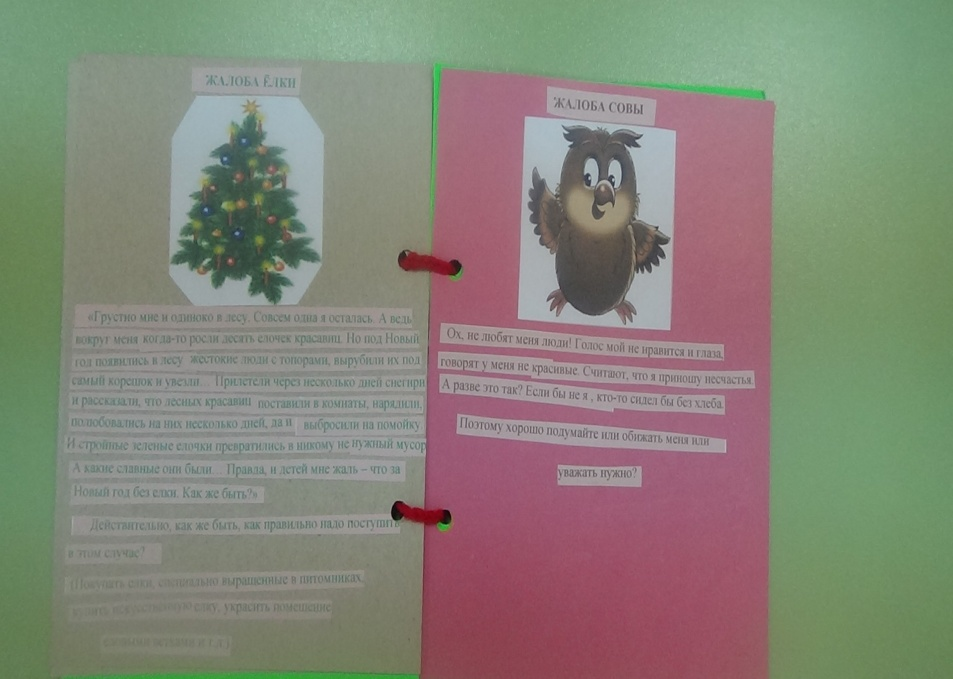 ЖАЛОБА ЁЛКИ
«Грустно мне и одиноко в лесу. Совсем одна я осталась. А ведь
вокруг меня когда-то росли десять елочек красавиц. Но под Новый
год появились в лесу жестокие люди с топорами, вырубили их под
самый корешок и увезли... Прилетели через несколько дней снегири
и рассказали, что лесных красавиц поставили в комнаты, нарядили,
полюбовались на них несколько дней, да и выбросили на помойку.
И стройные зеленые елочки превратились в никому не нужный мусор
А какие славные они были... Правда, и детей мне жаль – что за
Новый год без елки. Как же быть?»
Действительно, как же быть, как правильно надо поступить
в этом случае?
(Покупать елки, специально выращенные в питомниках,
купить искусственную елку, украсить помещение
еловыми ветками и т.д.)
ЖАЛОБА СОВЫ
Ох, не любят меня люди! Голос мой не нравится и глаза,
говорят у меня не красивые. Считают, что я приношу несчастья.
А разве это так? Если бы не я , кто-то сидел бы без хлеба.
Поэтому хорошо подумайте или обижать меня или
уважать нужно?